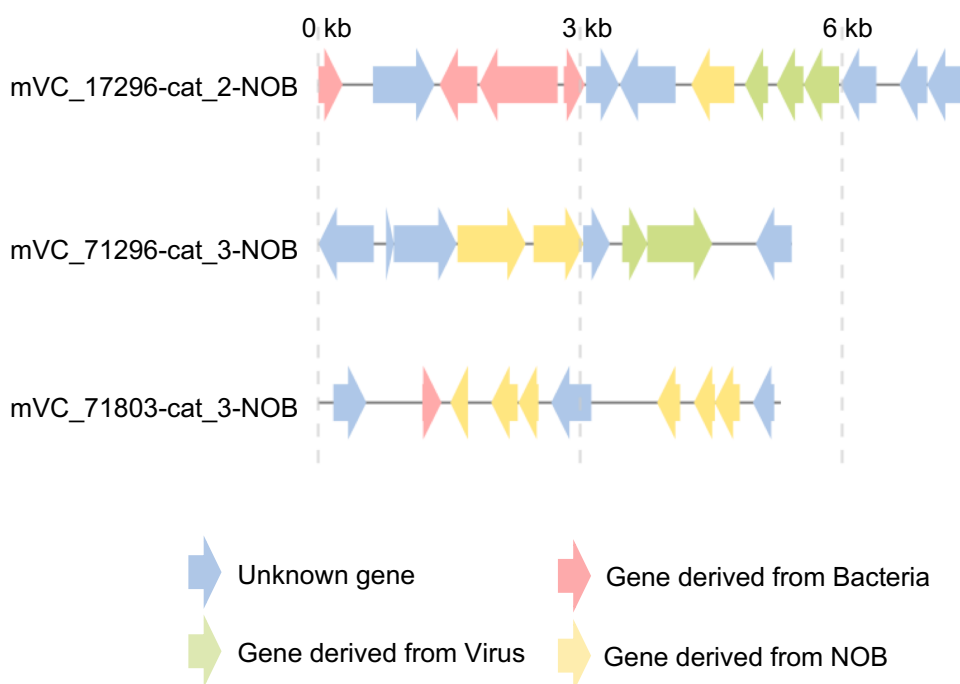 0 kb 3 kb 6 kb
mVC_17296-cat_2-NOB
mVC_71296-cat_3-NOB
mVC_71803-cat_3-NOB
Unknown gene Gene derived from Bacteria
Gene derived from Virus Gene derived from NOB